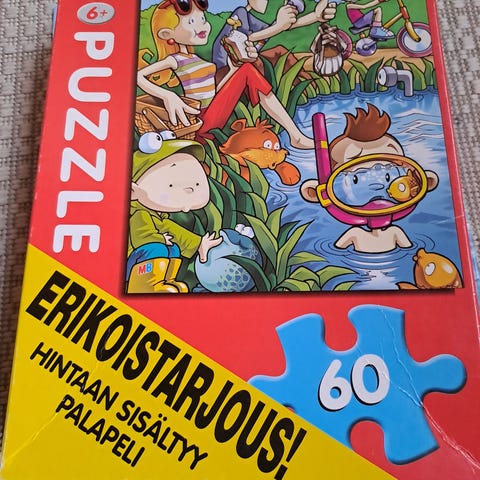 6+
PUZZLE
MB
ERIKOISTARJOUS!
HINTAAN SISÄLTYY
PALAPELI
60